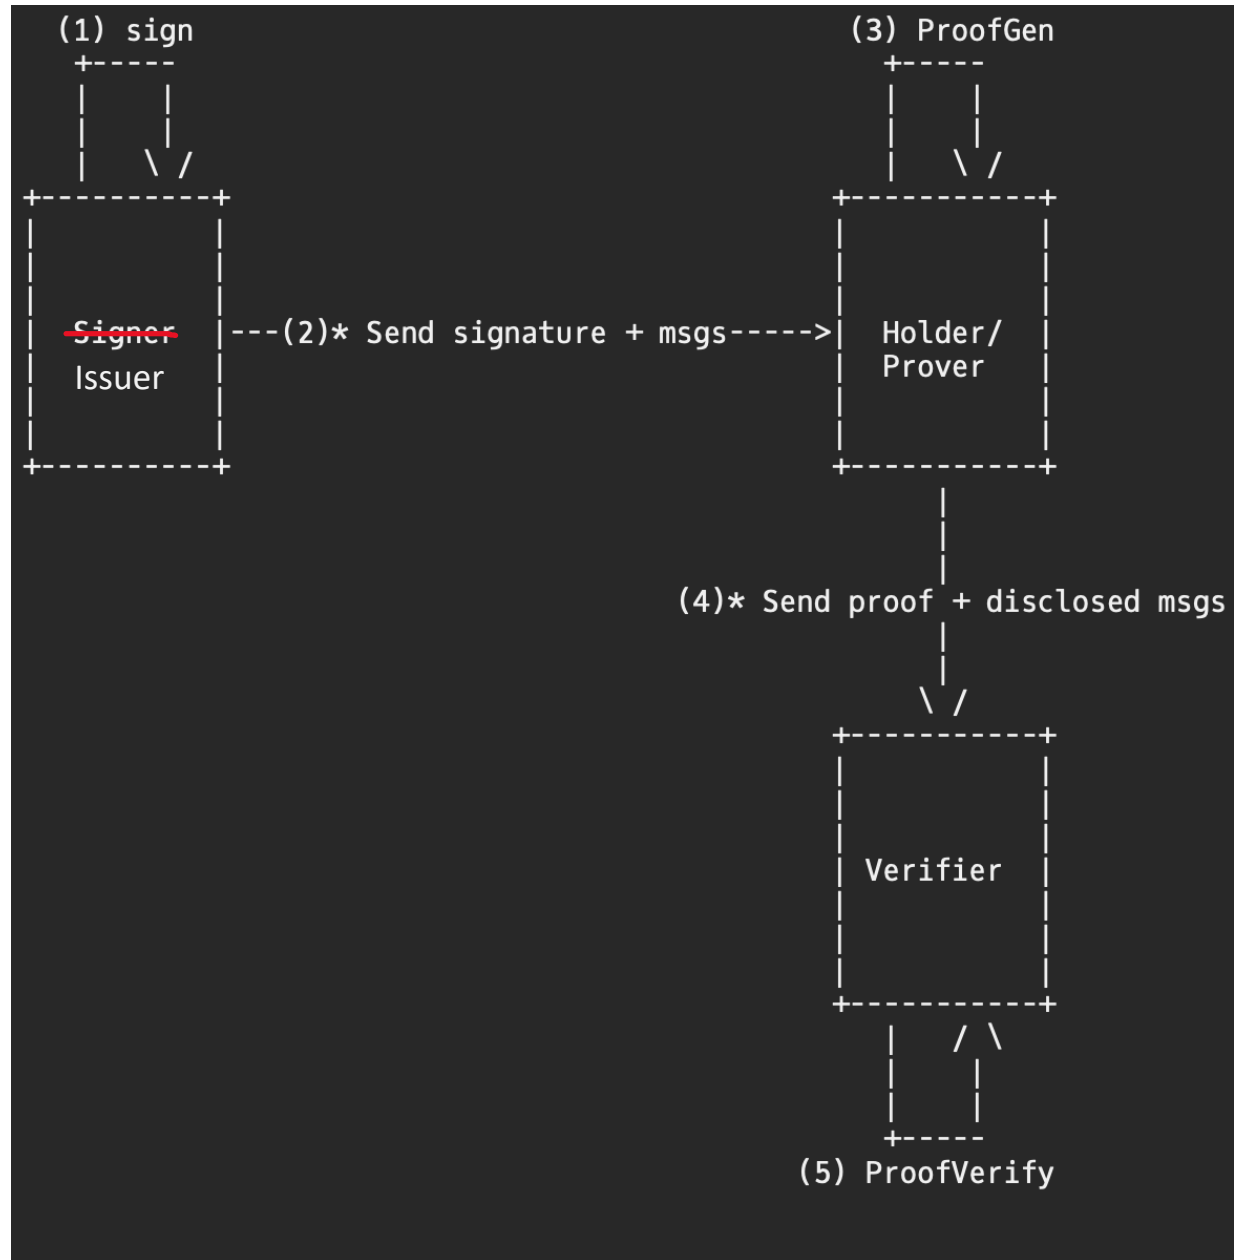 (1) sign
(3) ProofGen
Signer
Issuer
---(2)* Send signature + msgs----->
Holder/
Prover
(4)* Send proof + disclosed msgs
Verifier
(5) ProofVerify